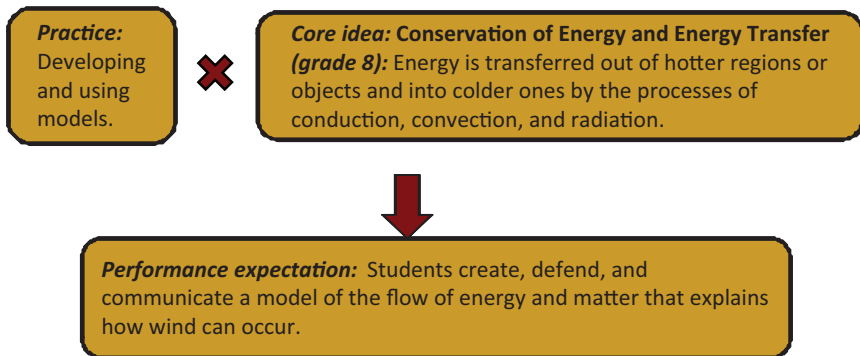 Practice:
Developing
and using
models.
Core idea: Conservation of Energy and Energy Transfer
(grade 8): Energy is transferred out of hotter regions or
objects and into colder ones by the processes of
conduction, convection, and radiation.
Performance expectation: Students create, defend, and
communicate a model of the flow of energy and matter that explains
how wind can occur.